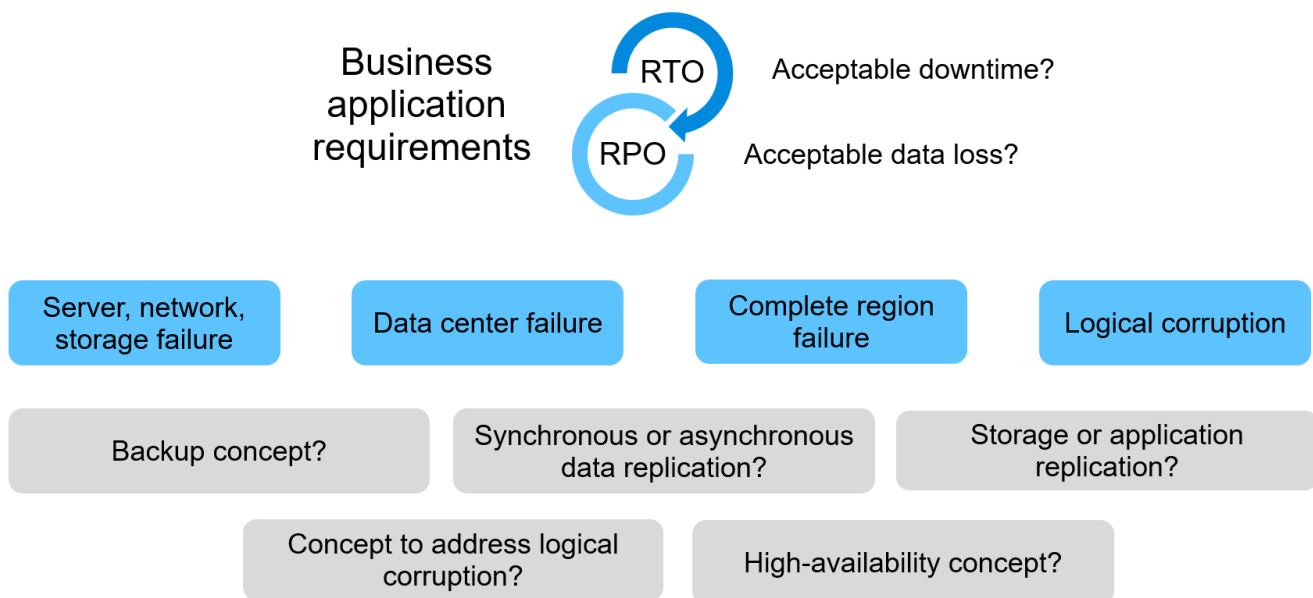 Business
application
requirements
RTO
Acceptable downtime?
RPO
Acceptable data loss?
Server, network,
storage failure
Data center failure
Complete region
failure
Logical corruption
Backup concept?
Synchronous or asynchronous
data replication?
Storage or application
replication?
Concept to address logical
corruption?
High-availability concept?